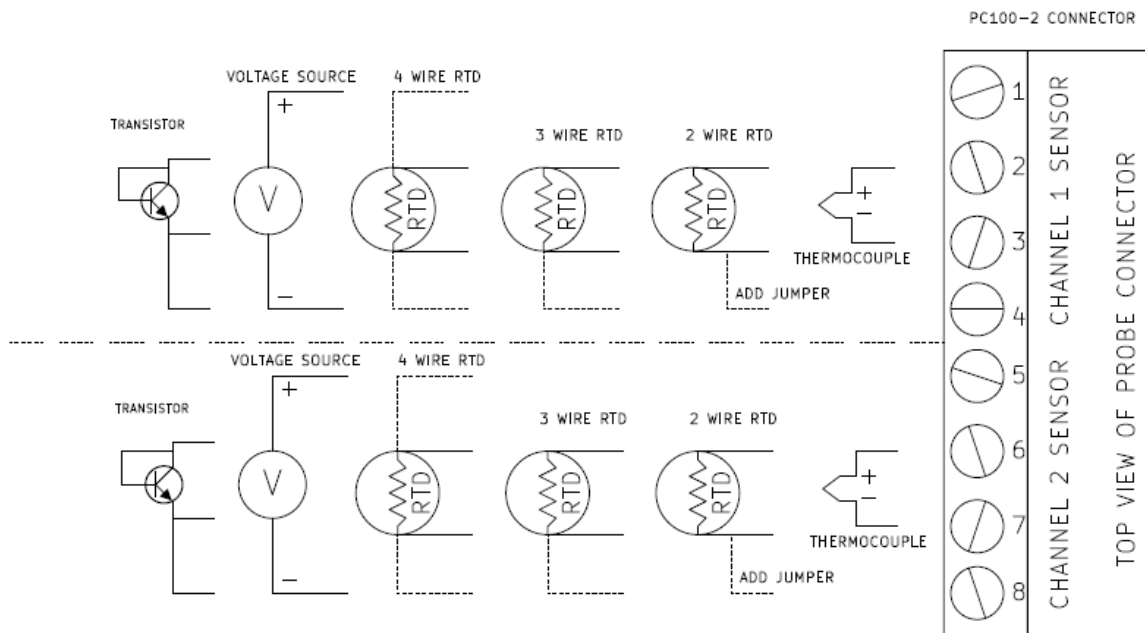 PC100-2 CONNECTOR
VOLTAGE SOURCE
4 WIRE RTD
TRANSISTOR
3 WIRE RTD
2 WIRE RTD
+
V
RTD
RTD
RTD
+
−
THERMOCOUPLE
−
ADD JUMPER
1
2
3
4
CHANNEL 1 SENSOR
VOLTAGE SOURCE
4 WIRE RTD
TRANSISTOR
3 WIRE RTD
2 WIRE RTD
+
V
RTD
RTD
RTD
+
−
THERMOCOUPLE
−
ADD JUMPER
5
6
7
8
CHANNEL 2 SENSOR
TOP VIEW OF PROBE CONNECTOR